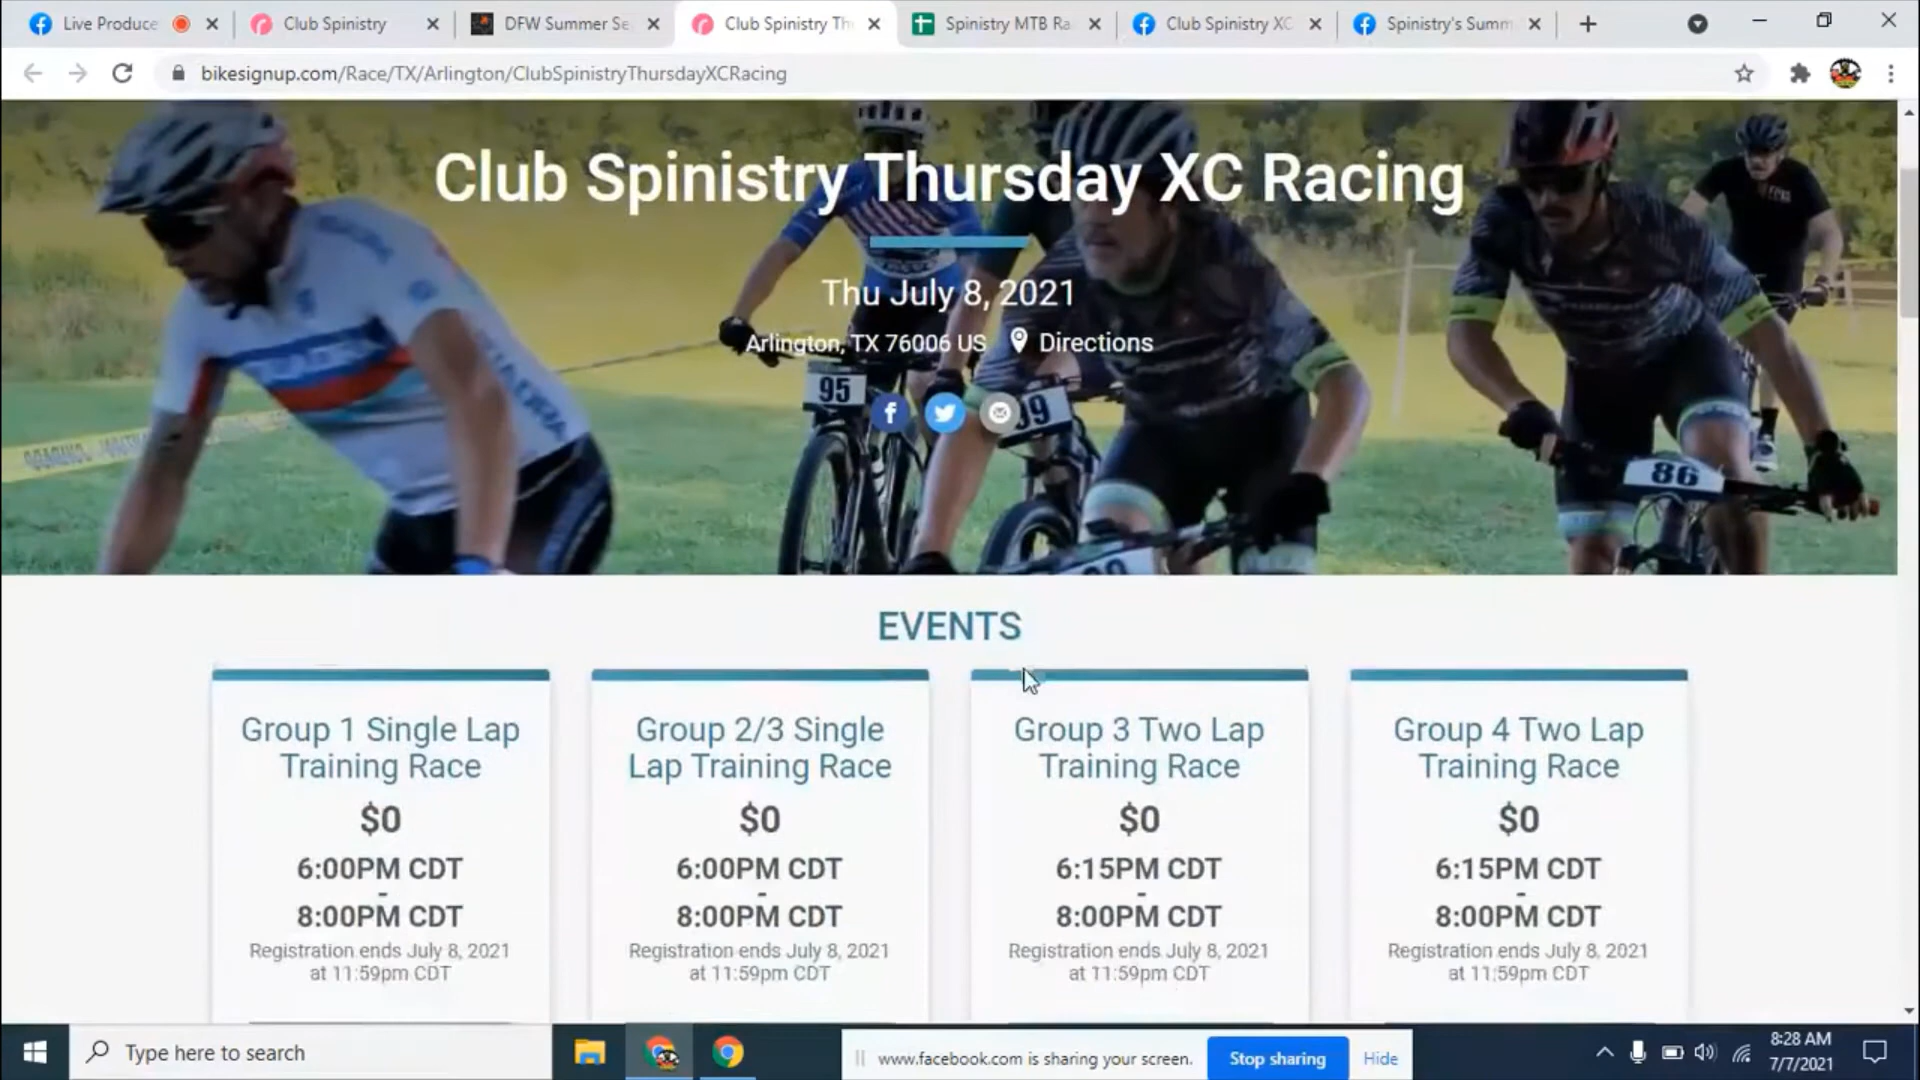 Live Produce
Club Spinistry
DFW Summer Se
Club Spinistry Th
Spinistry MTB Ra
Club Spinistry XC
Spinistry's Summ
bikesignup.com/Race/TX/Arlington/ClubSpinistryThursdayXCRacing
Club Spinistry Thursday XC Racing
Thu July 8, 2021
Arlington, TX 76006 US Directions
95
86
EVENTS
Group 1 Single Lap
Training Race
$0
6:00PM CDT
-
8:00PM CDT
Registration ends July 8, 2021
at 11:59pm CDT
Group 2/3 Single
Lap Training Race
$0
6:00PM CDT
-
8:00PM CDT
Registration ends July 8, 2021
at 11:59pm CDT
Group 3 Two Lap
Training Race
$0
6:15PM CDT
-
8:00PM CDT
Registration ends July 8, 2021
at 11:59pm CDT
Group 4 Two Lap
Training Race
$0
6:15PM CDT
-
8:00PM CDT
Registration ends July 8, 2021
at 11:59pm CDT
Type here to search
www.facebook.com is sharing your screen.
Stop sharing
Hide
8:28 AM
7/7/2021